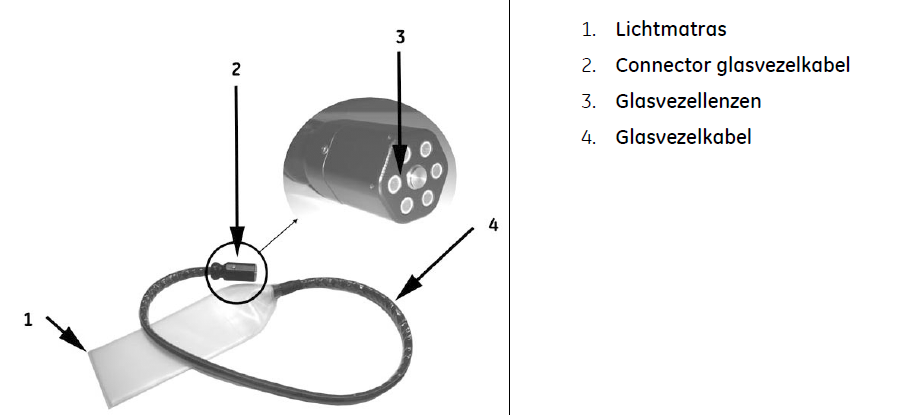 3
2
4
1
1. Lichtmatras
2. Connector glasvezelkabel
3. Glasvezellenzen
4. Glasvezelkabel